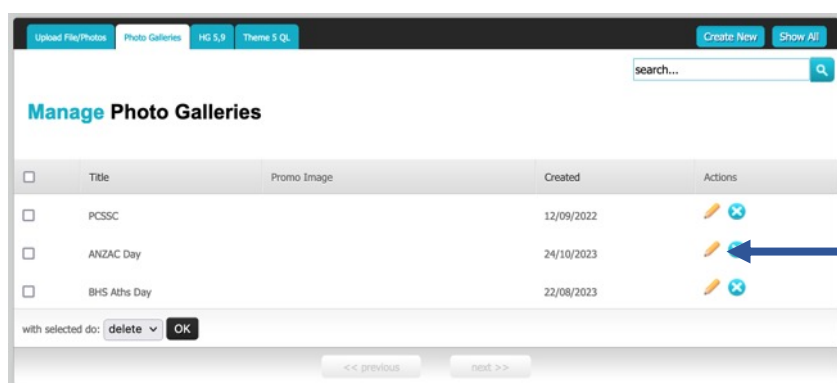 Upload File/Photos Photo Galleries HG 5,9 Theme 5 QL Create New Show All
search...
Manage Photo Galleries
Title Promo Image Created Actions
PCSSC 12/09/2022
ANZAC Day 24/10/2023
BHS Aths Day 22/08/2023
with selected do: delete OK
<< previous next >>